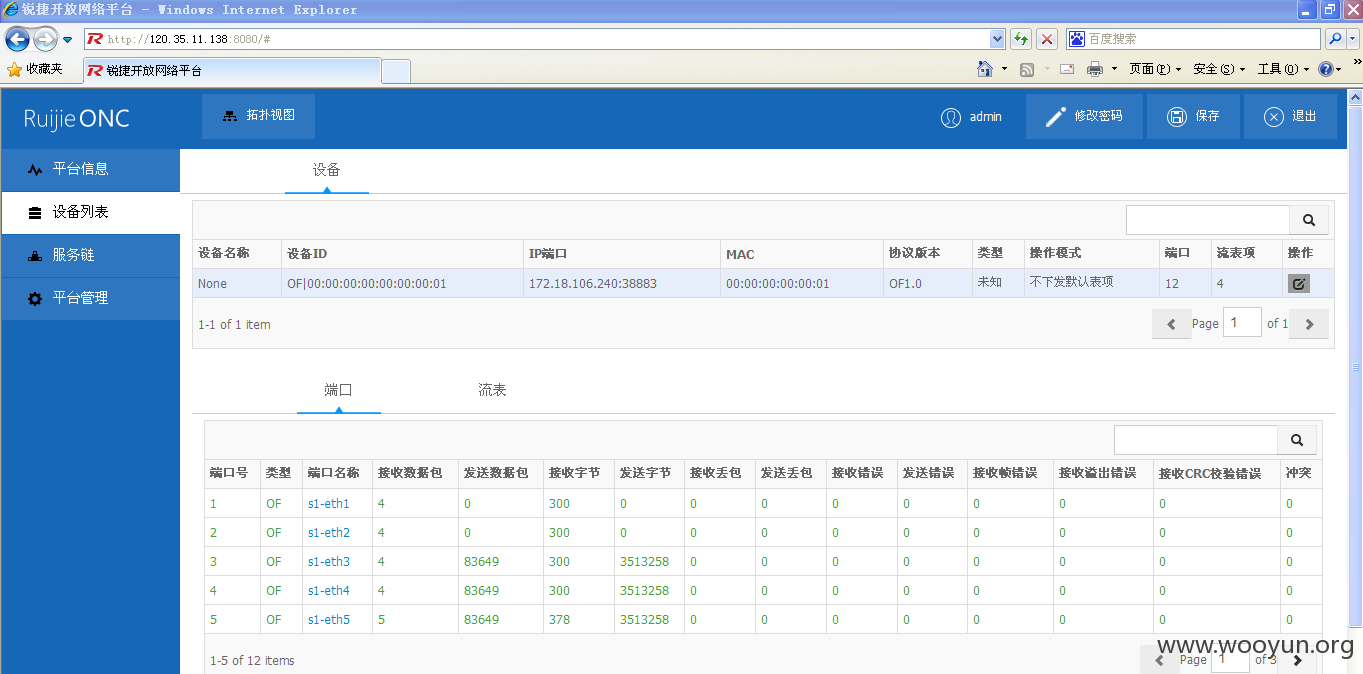 锐捷开放网络平台 - Windows Internet Explorer
http://120.35.11.138:8080/#
百度搜索
收藏夹
锐捷开放网络平台
页面(P) 安全(S) 工具(O) »
Ruijie ONC 拓扑视图 admin 修改密码 保存 退出
平台信息
设备列表
服务链
平台管理
设备
设备名称 设备ID IP端口 MAC 协议版本 类型 操作模式 端口 流表项 操作
None OF|00:00:00:00:00:00:00:01 172.18.106.240:38883 00:00:00:00:00:01 OF1.0 未知 不下发默认表项 12 4
1-1 of 1 item Page 1 of 1
端口 流表
端口号 类型 端口名称 接收数据包 发送数据包 接收字节 发送字节 接收丢包 发送丢包 接收错误 发送错误 接收帧错误 接收溢出错误 接收CRC校验错误 冲突
1 OF s1-eth1 4 0 300 0 0 0 0 0 0 0 0 0
2 OF s1-eth2 4 0 300 0 0 0 0 0 0 0 0 0
3 OF s1-eth3 4 83649 300 3513258 0 0 0 0 0 0 0 0
4 OF s1-eth4 4 83649 300 3513258 0 0 0 0 0 0 0 0
5 OF s1-eth5 5 83649 378 3513258 0 0 0 0 0 0 0 0
www.wooyun.org
1-5 of 12 items Page 1 of 3